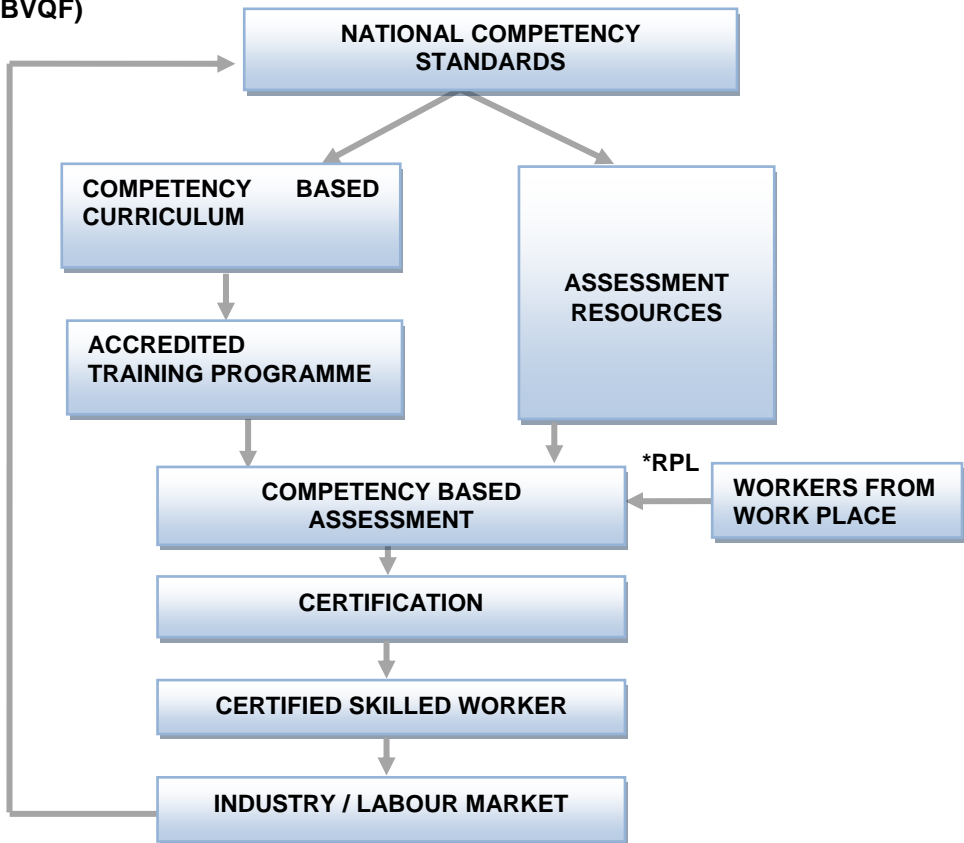 BVQF)
NATIONAL COMPETENCY
STANDARDS
COMPETENCY BASED
CURRICULUM
ASSESSMENT
RESOURCES
ACCREDITED
TRAINING PROGRAMME
*RPL
COMPETENCY BASED
ASSESSMENT
WORKERS FROM
WORK PLACE
CERTIFICATION
CERTIFIED SKILLED WORKER
INDUSTRY / LABOUR MARKET